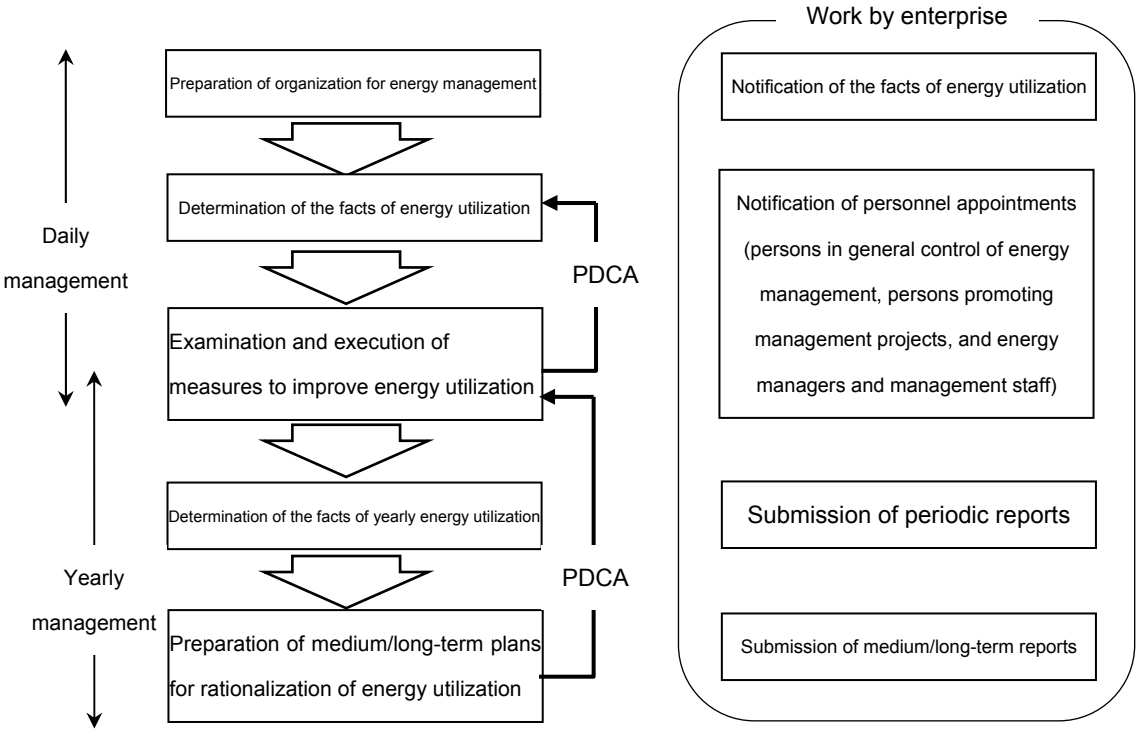 Work by enterprise
Preparation of organization for energy management
Determination of the facts of energy utilization
Daily
management
PDCA
Examination and execution of
measures to improve energy utilization
Determination of the facts of yearly energy utilization
Yearly
management
PDCA
Preparation of medium/long-term plans
for rationalization of energy utilization
Notification of the facts of energy utilization
Notification of personnel appointments
(persons in general control of energy
management, persons promoting
management projects, and energy
managers and management staff)
Submission of periodic reports
Submission of medium/long-term reports